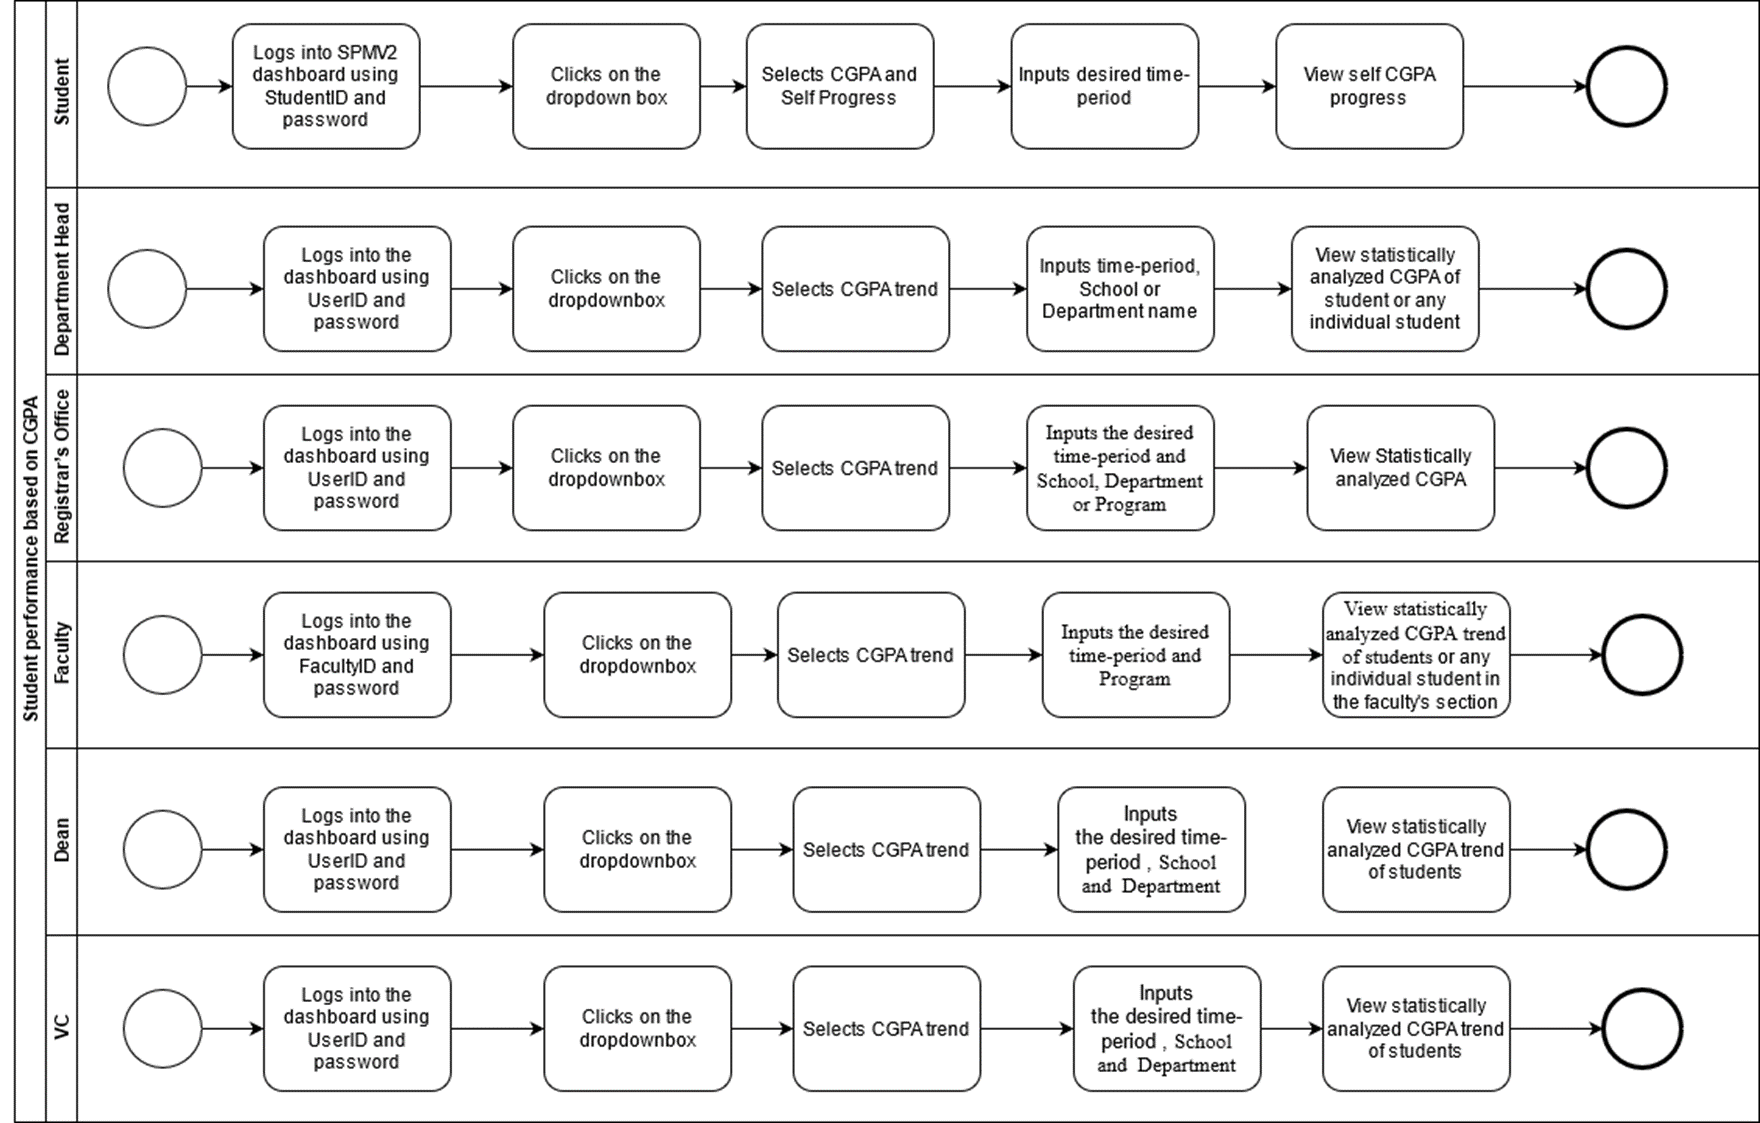 Student performance based on CGPA
Student
Logs into SPMV2
dashboard using
StudentID and
password
Clicks on the
dropdown box
Selects CGPA and
Self Progress
Inputs desired time-
period
View self CGPA
progress
Department Head
Logs into the
dashboard using
UserID and
password
Clicks on the
dropdownbox
Selects CGPA trend
Inputs time-period,
School or
Department name
View statistically
analyzed CGPA of
student or any
individual student
Registrar's Office
Logs into the
dashboard using
UserID and
password
Clicks on the
dropdownbox
Selects CGPA trend
Inputs the desired
time-period and
School, Department
or Program
View Statistically
analyzed CGPA
Faculty
Logs into the
dashboard using
FacultyID and
password
Clicks on the
dropdownbox
Selects CGPA trend
Inputs the desired
time-period and
Program
View statistically
analyzed CGPA trend
of students or any
individual student in
the faculty's section
Dean
Logs into the
dashboard using
UserID and
password
Clicks on the
dropdownbox
Selects CGPA trend
Inputs
the desired time-
period , School
and Department
View statistically
analyzed CGPA trend
of students
VC
Logs into the
dashboard using
UserID and
password
Clicks on the
dropdownbox
Selects CGPA trend
Inputs
the desired time-
period , School
and Department
View statistically
analyzed CGPA trend
of students